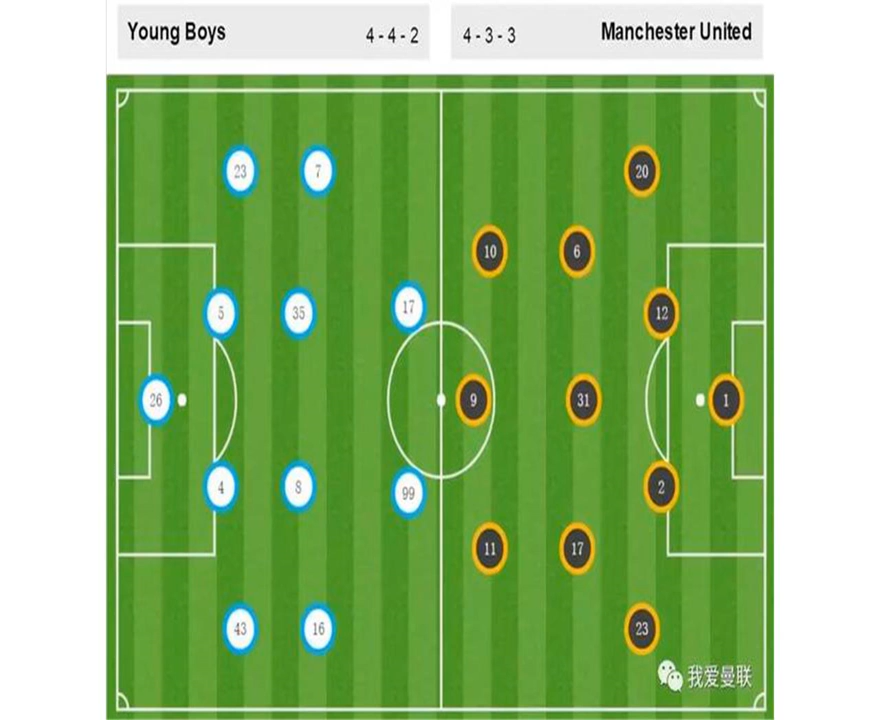 Young Boys 4 - 4 - 2 4 - 3 - 3 Manchester United
23 7 20
10 6
5 35 17 12
26 9 31 1
4 8 99 2
11 17
43 16 23
我爱曼联